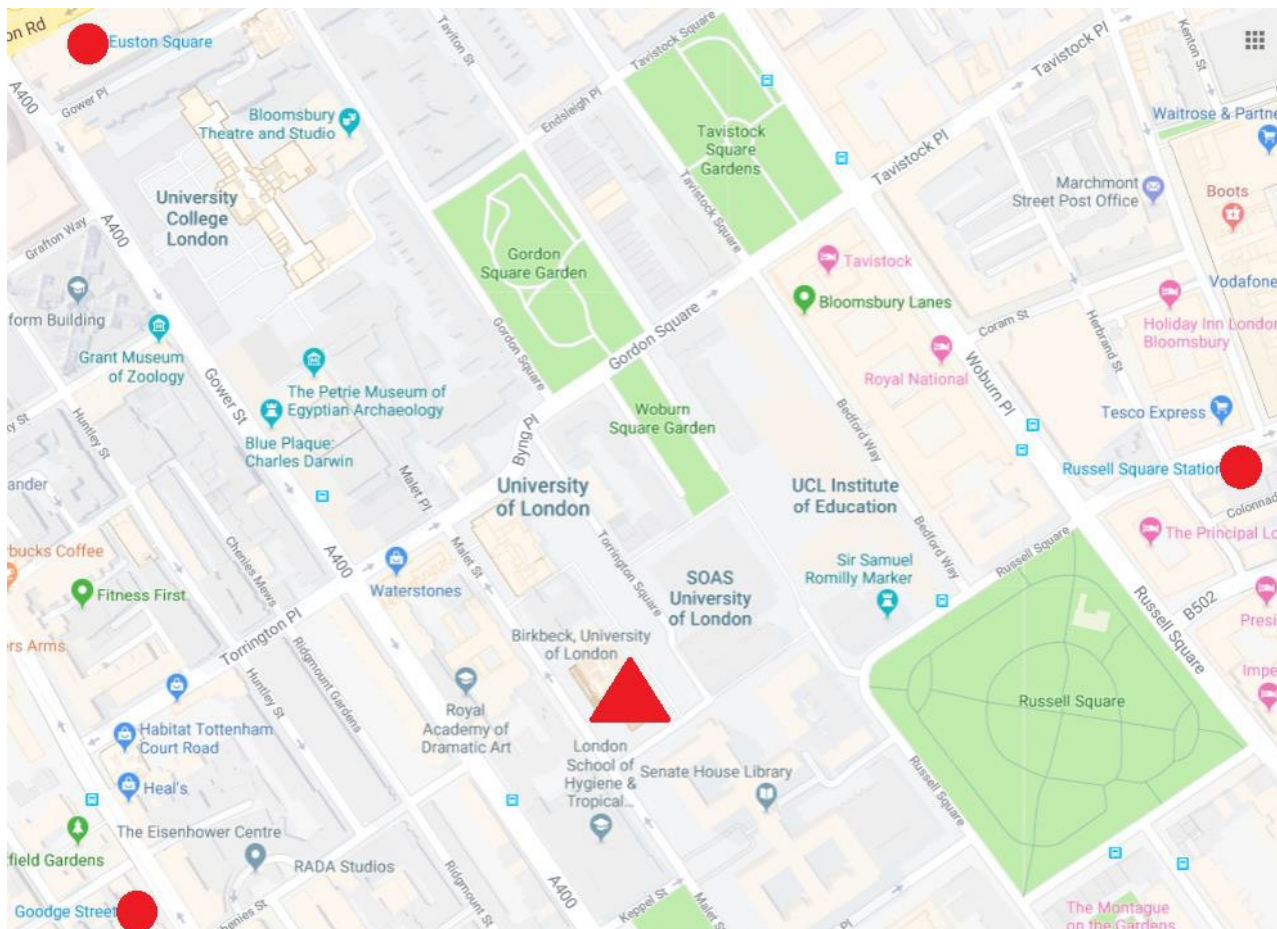 on Rd
Euston Square
A400
Gower Pl
Taviton St
Tavistock Square
Tavistock Pl
Kenton St
Endsleigh Pl
Bloomsbury
Theatre and Studio
Waitrose & Partne
Tavistock
Square
Gardens
Tavistock Pl
University
College
London
A400
Marchmont
Street Post Office
Boots
Tavistock Square
Grafton Way
Gordon
Square Garden
Tavistock
Vodafone
Bloomsbury Lanes
form Building
Gordon Square
Gordon Square
Coram St
Herbrand St
Holiday Inn London
Bloomsbury
Grant Museum
of Zoology
Gower St
The Petrie Museum of
Egyptian Archaeology
Royal National
Woburn Pl
Huntley St
Woburn
Square Garden
Bedford Way
Tesco Express
Blue Plaque:
Charles Darwin
Byng Pl
Malet Pl
Russell Square Station
ander
University
of London
UCL Institute
of Education
Colonnad
Chenies Mews
A400
Malet St
Torrington Square
Bedford Way
Russell Square
The Principal Lo
bucks Coffee
Fitness First
Waterstones
Sir Samuel
Romilly Marker
SOAS
University
of London
B502
Presi
Torrington Pl
ers Arms
Birkbeck, University
of London
Russell Square
Huntley St
Ridgmount Gardens
Impe
Royal
Academy of
Dramatic Art
Russell Square
Habitat Tottenham
Court Road
London
School of
Hygiene &
Tropical...
Senate House Library
Heal's
Russell Square
The Eisenhower Centre
RADA Studios
field Gardens
Ridgmount St
A400
Keppel St
Malet St
Goodge Street
henies St
The Montague
on the Gardens